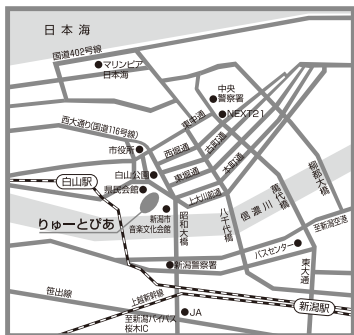 日本海
国道402号線
マリンピア
日本海
中央
警察署
NEXT21
西大通り(国道116号線)
東中通
西堀通
古町通
東堀通
本町通
上大川前通
市役所
白山公園
白山駅
県民会館
りゅーとぴあ
新潟市
音楽文化会館
昭和大橋
八千代橋
信濃川
萬代橋
柳都大橋
至新潟空港
バスセンター
東大通
新潟警察署
笹出線
上越新幹線
至新潟バイパス
桜木IC
JA
新潟駅